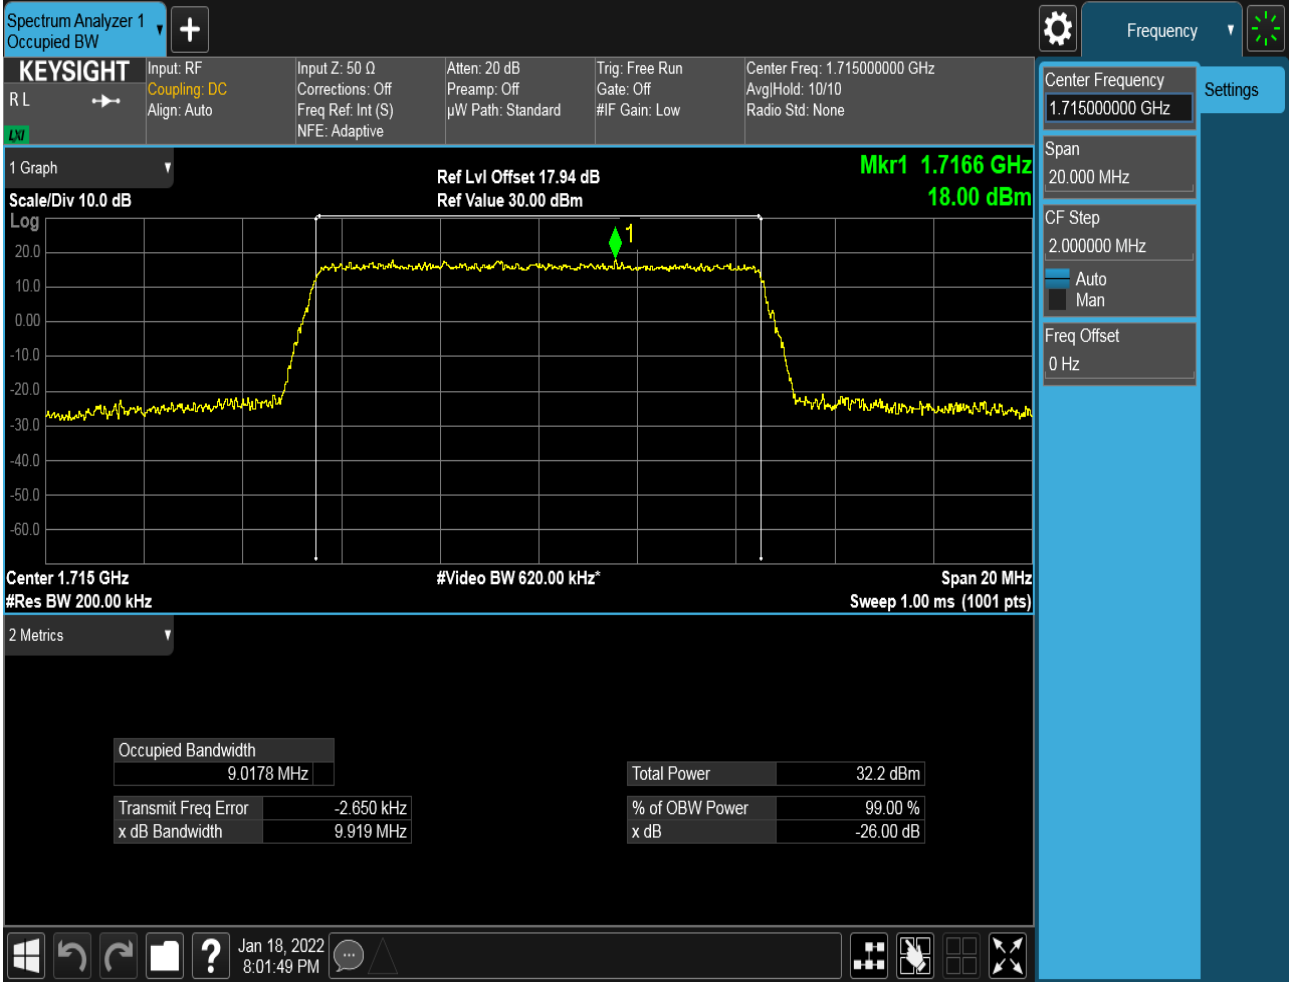 Spectrum Analyzer 1
Occupied BW
Frequency
KEYSIGHT
R L
LXI
Input: RF
Coupling: DC
Align: Auto
Input Z: 50 Ω
Corrections: Off
Freq Ref: Int (S)
NFE: Adaptive
Atten: 20 dB
Preamp: Off
µW Path: Standard
Trig: Free Run
Gate: Off
#IF Gain: Low
Center Freq: 1.715000000 GHz
Avg|Hold: 10/10
Radio Std: None
Center Frequency
1.715000000 GHz
Settings
Span
20.000 MHz
CF Step
2.000000 MHz
Auto
Man
Freq Offset
0 Hz
1 Graph
Scale/Div 10.0 dB
Ref Lvl Offset 17.94 dB
Ref Value 30.00 dBm
Mkr1 1.7166 GHz
18.00 dBm
Log
1
20.0
10.0
0.00
-10.0
-20.0
-30.0
-40.0
-50.0
-60.0
Center 1.715 GHz
#Video BW 620.00 kHz*
Span 20 MHz
#Res BW 200.00 kHz
Sweep 1.00 ms (1001 pts)
2 Metrics
Occupied Bandwidth
9.0178 MHz
Total Power 32.2 dBm
Transmit Freq Error -2.650 kHz
% of OBW Power 99.00 %
x dB Bandwidth 9.919 MHz
x dB -26.00 dB
?
Jan 18, 2022
8:01:49 PM